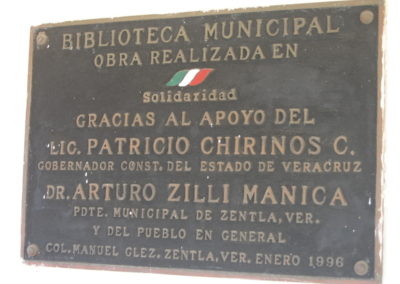 BIBLIOTECA MUNICIPAL
OBRA REALIZADA EN
Solidaridad
GRACIAS AL APOYO DEL
LIC. PATRICIO CHIRINOS C.
GOBERNADOR CONST. DEL ESTADO DE VERACRUZ
DR. ARTURO ZILLI MANICA
PDTE. MUNICIPAL DE ZENTLA, VER.
Y DEL PUEBLO EN GENERAL
COL. MANUEL GLEZ. ZENTLA, VER. ENERO 1996